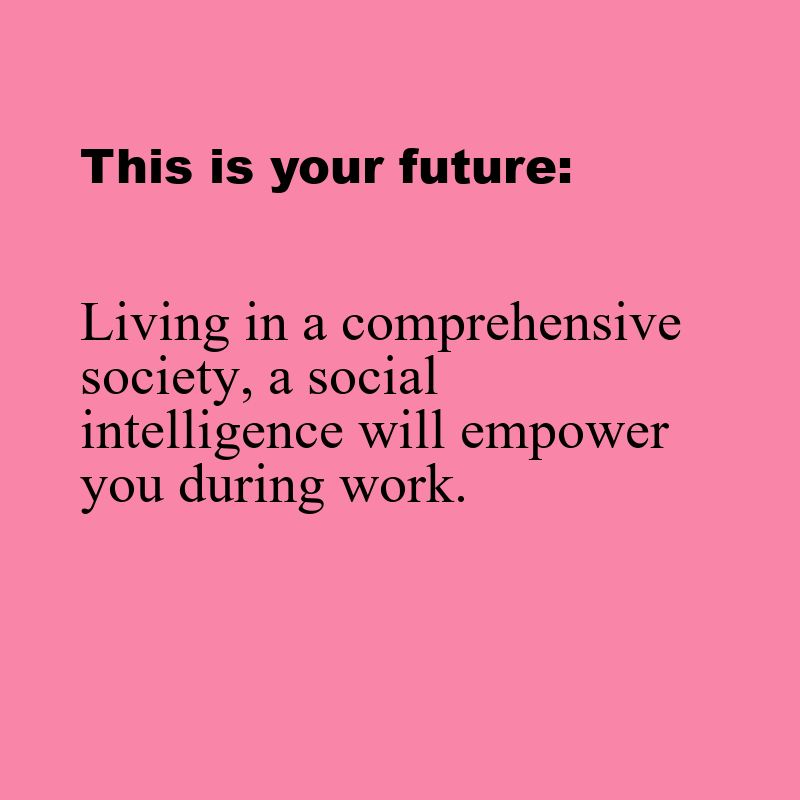 This is your future:
Living in a comprehensive
society, a social
intelligence will empower
you during work.